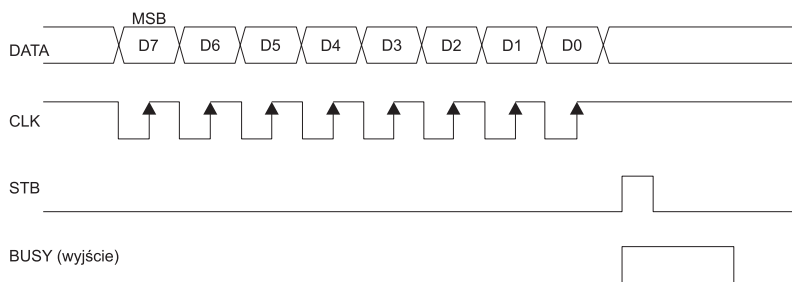 MSB
DATA D7 D6 D5 D4 D3 D2 D1 D0
CLK
STB
BUSY (wyjście)